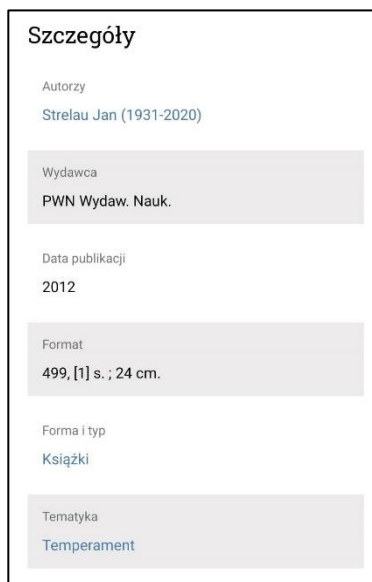 Szczegóły
Autorzy
Strelau Jan (1931-2020)
Wydawca
PWN Wydaw. Nauk.
Data publikacji
2012
Format
499, [1] s. ; 24 cm.
Forma i typ
Książki
Tematyka
Temperament